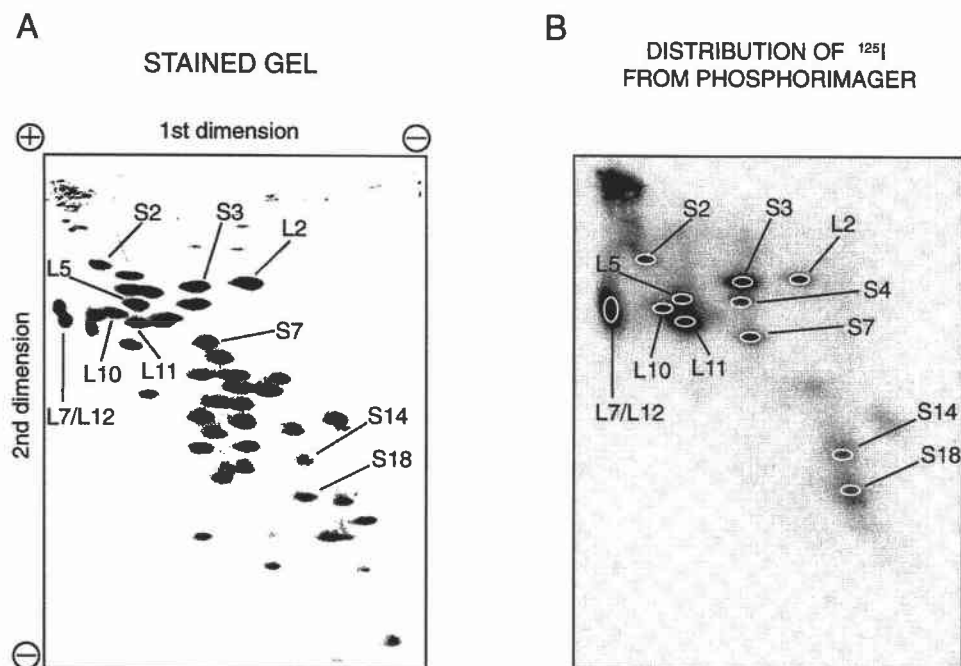 A
STAINED GEL
+ 1st dimension −
2nd dimension
−
S2
S3
L2
L5
S7
L10
L11
L7/L12
S14
S18
B
DISTRIBUTION OF ¹²⁵I
FROM PHOSPHORIMAGER
S2
S3
L2
L5
S4
S7
L10
L11
L7/L12
S14
S18